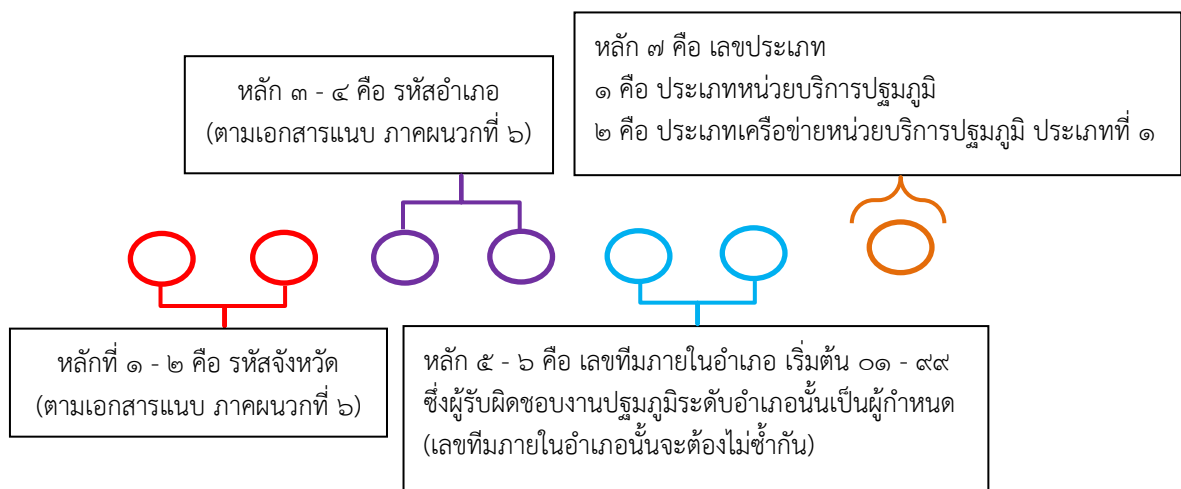 หลัก ๗ คือ เลขประเภท
๑ คือ ประเภทหน่วยบริการปฐมภูมิ
๒ คือ ประเภทเครือข่ายหน่วยบริการปฐมภูมิ ประเภทที่ ๑
หลัก ๓ - ๔ คือ รหัสอำเภอ
(ตามเอกสารแนบ ภาคผนวกที่ ๖)
หลักที่ ๑ - ๒ คือ รหัสจังหวัด
(ตามเอกสารแนบ ภาคผนวกที่ ๖)
หลัก ๕ - ๖ คือ เลขทีมภายในอำเภอ เริ่มต้น ๐๑ - ๙๙
ซึ่งผู้รับผิดชอบงานปฐมภูมิระดับอำเภอนั้นเป็นผู้กำหนด
(เลขทีมภายในอำเภอนั้นจะต้องไม่ซ้ำกัน)